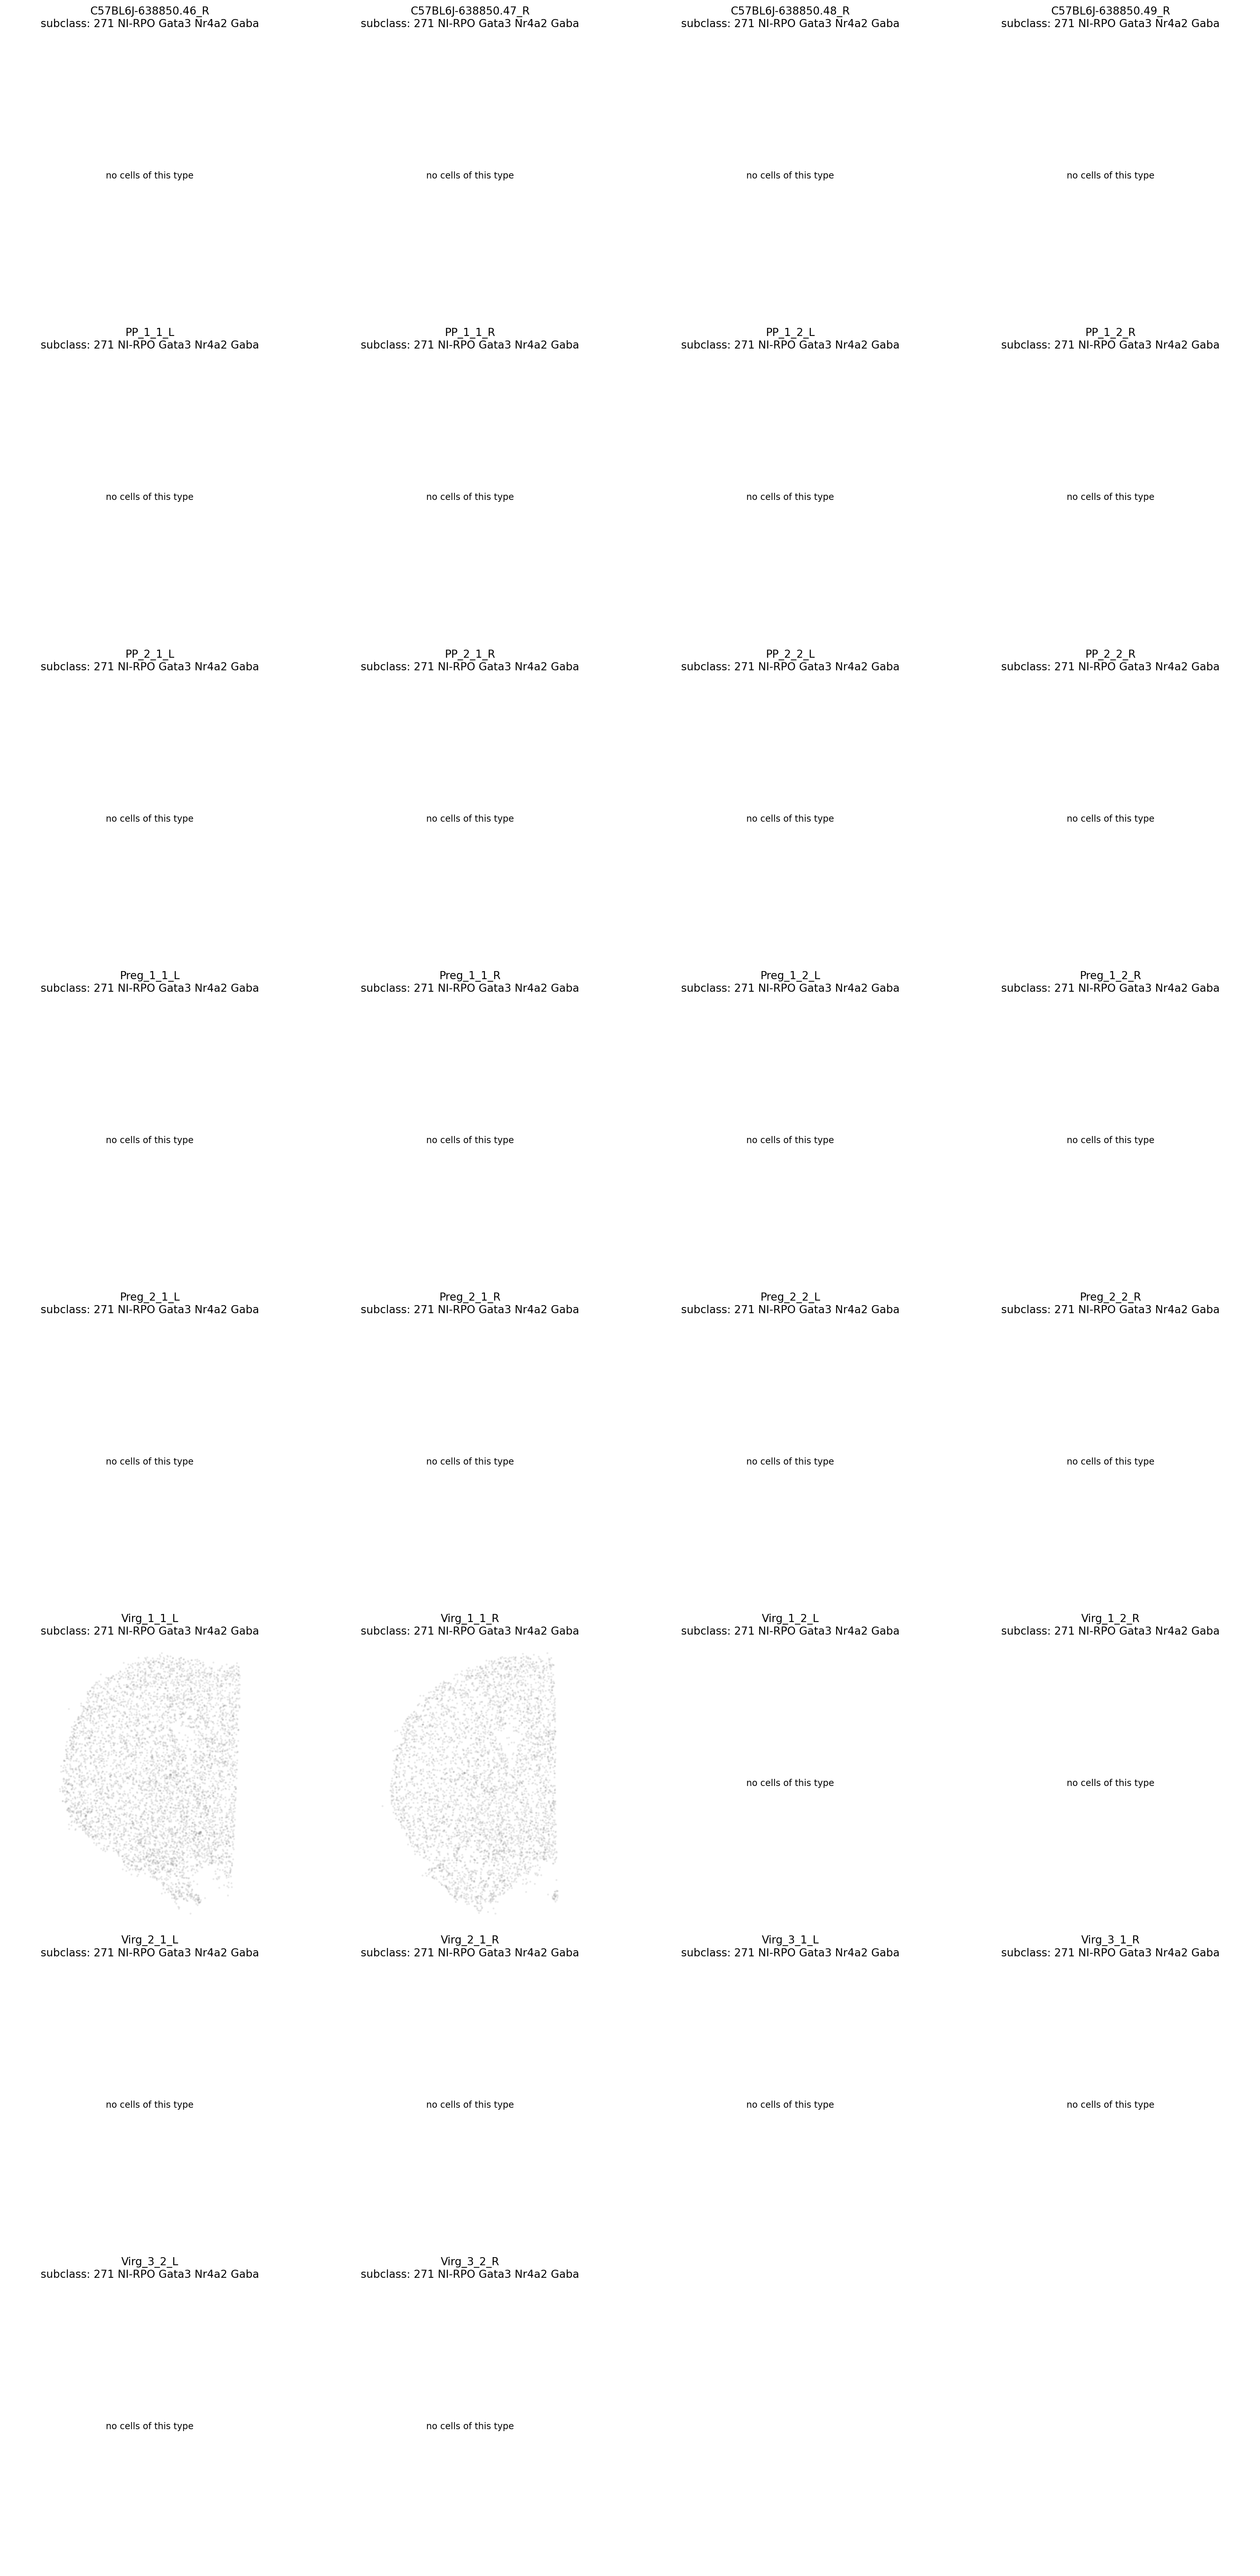 C57BL6J-638850.46_R
subclass: 271 NI-RPO Gata3 Nr4a2 Gaba
C57BL6J-638850.47_R
subclass: 271 NI-RPO Gata3 Nr4a2 Gaba
C57BL6J-638850.48_R
subclass: 271 NI-RPO Gata3 Nr4a2 Gaba
C57BL6J-638850.49_R
subclass: 271 NI-RPO Gata3 Nr4a2 Gaba
no cells of this type
no cells of this type
no cells of this type
no cells of this type
PP_1_1_L
subclass: 271 NI-RPO Gata3 Nr4a2 Gaba
PP_1_1_R
subclass: 271 NI-RPO Gata3 Nr4a2 Gaba
PP_1_2_L
subclass: 271 NI-RPO Gata3 Nr4a2 Gaba
PP_1_2_R
subclass: 271 NI-RPO Gata3 Nr4a2 Gaba
no cells of this type
no cells of this type
no cells of this type
no cells of this type
PP_2_1_L
subclass: 271 NI-RPO Gata3 Nr4a2 Gaba
PP_2_1_R
subclass: 271 NI-RPO Gata3 Nr4a2 Gaba
PP_2_2_L
subclass: 271 NI-RPO Gata3 Nr4a2 Gaba
PP_2_2_R
subclass: 271 NI-RPO Gata3 Nr4a2 Gaba
no cells of this type
no cells of this type
no cells of this type
no cells of this type
Preg_1_1_L
subclass: 271 NI-RPO Gata3 Nr4a2 Gaba
Preg_1_1_R
subclass: 271 NI-RPO Gata3 Nr4a2 Gaba
Preg_1_2_L
subclass: 271 NI-RPO Gata3 Nr4a2 Gaba
Preg_1_2_R
subclass: 271 NI-RPO Gata3 Nr4a2 Gaba
no cells of this type
no cells of this type
no cells of this type
no cells of this type
Preg_2_1_L
subclass: 271 NI-RPO Gata3 Nr4a2 Gaba
Preg_2_1_R
subclass: 271 NI-RPO Gata3 Nr4a2 Gaba
Preg_2_2_L
subclass: 271 NI-RPO Gata3 Nr4a2 Gaba
Preg_2_2_R
subclass: 271 NI-RPO Gata3 Nr4a2 Gaba
no cells of this type
no cells of this type
no cells of this type
no cells of this type
Virg_1_1_L
subclass: 271 NI-RPO Gata3 Nr4a2 Gaba
Virg_1_1_R
subclass: 271 NI-RPO Gata3 Nr4a2 Gaba
Virg_1_2_L
subclass: 271 NI-RPO Gata3 Nr4a2 Gaba
Virg_1_2_R
subclass: 271 NI-RPO Gata3 Nr4a2 Gaba
no cells of this type
no cells of this type
Virg_2_1_L
subclass: 271 NI-RPO Gata3 Nr4a2 Gaba
Virg_2_1_R
subclass: 271 NI-RPO Gata3 Nr4a2 Gaba
Virg_3_1_L
subclass: 271 NI-RPO Gata3 Nr4a2 Gaba
Virg_3_1_R
subclass: 271 NI-RPO Gata3 Nr4a2 Gaba
no cells of this type
no cells of this type
no cells of this type
no cells of this type
Virg_3_2_L
subclass: 271 NI-RPO Gata3 Nr4a2 Gaba
Virg_3_2_R
subclass: 271 NI-RPO Gata3 Nr4a2 Gaba
no cells of this type
no cells of this type